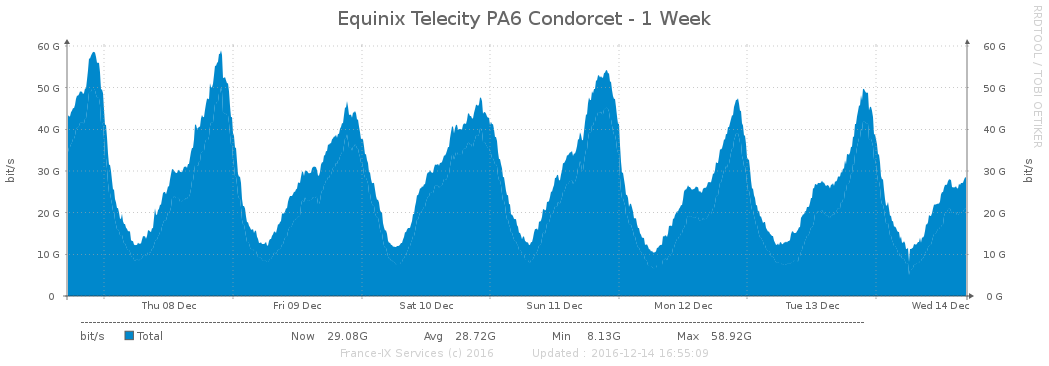 Equinix Telecity PA6 Condorcet - 1 Week
RRDTOOL / TOBI OETIKER
bit/s
60 G
50 G
40 G
30 G
20 G
10 G
0
60 G
50 G
40 G
30 G
20 G
10 G
0 G
bit/s
Thu 08 Dec Fri 09 Dec Sat 10 Dec Sun 11 Dec Mon 12 Dec Tue 13 Dec Wed 14 Dec
bit/s Total Now 29.08G Avg 28.72G Min 8.13G Max 58.92G
France-IX Services (c) 2016 Updated : 2016-12-14 16:55:09